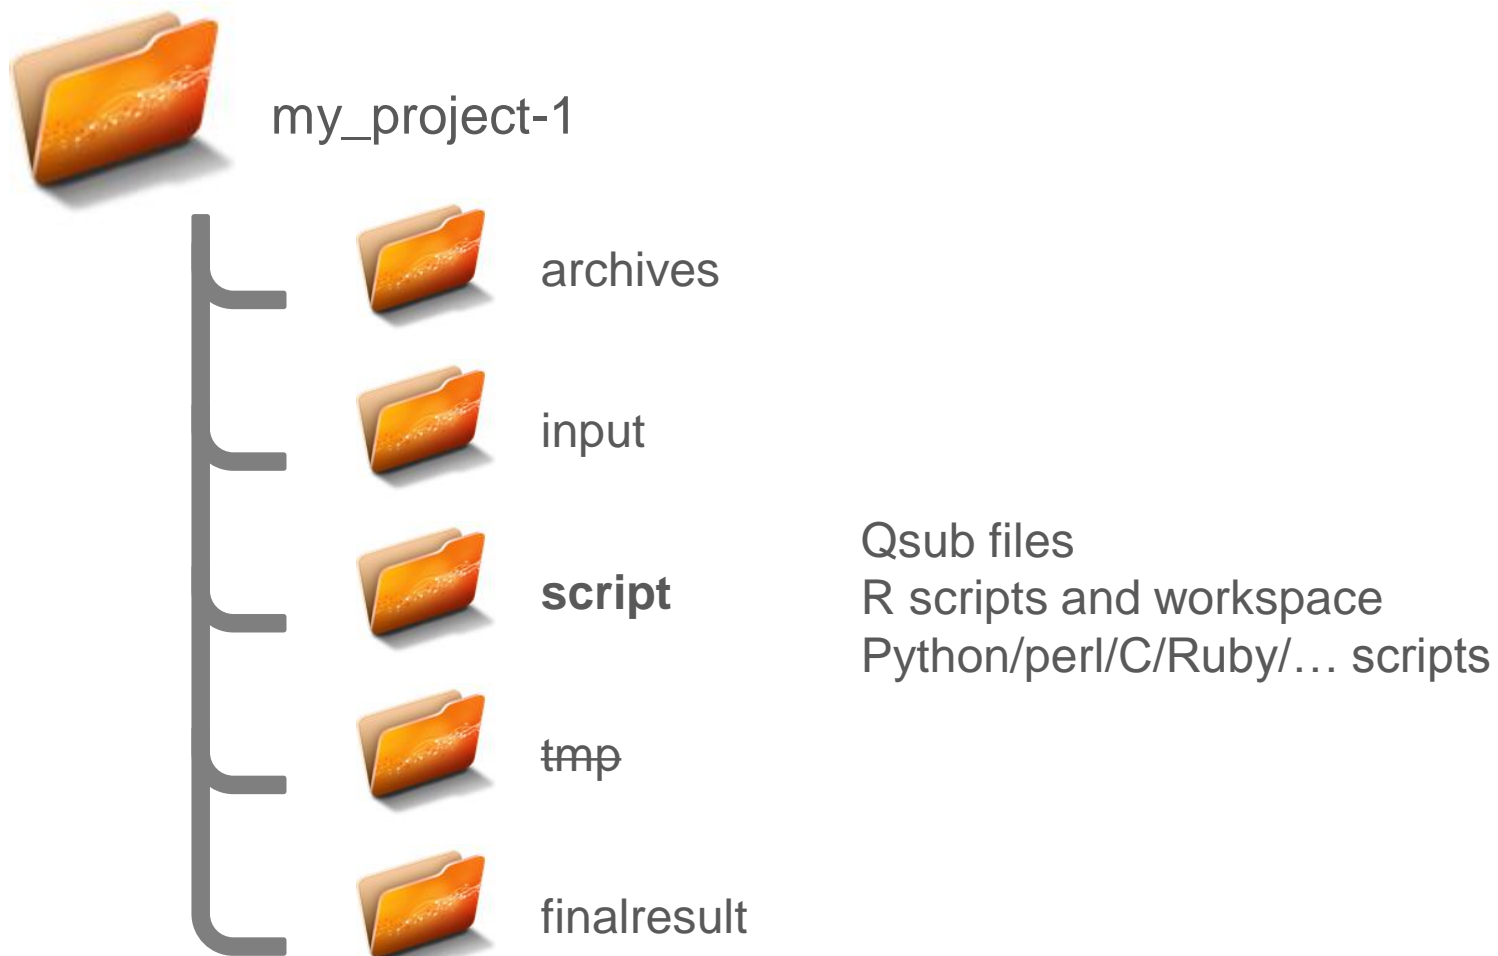 my_project-1
archives
input
Qsub files
script
R scripts and workspace
Python/perl/C/Ruby/… scripts
tmp
finalresult